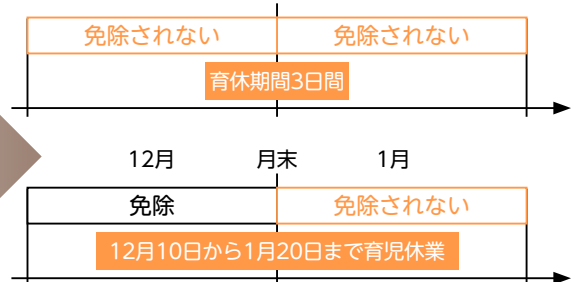 免除されない 免除されない
育休期間3日間
12月 月末 1月
免除 免除されない
12月10日から1月20日まで育児休業